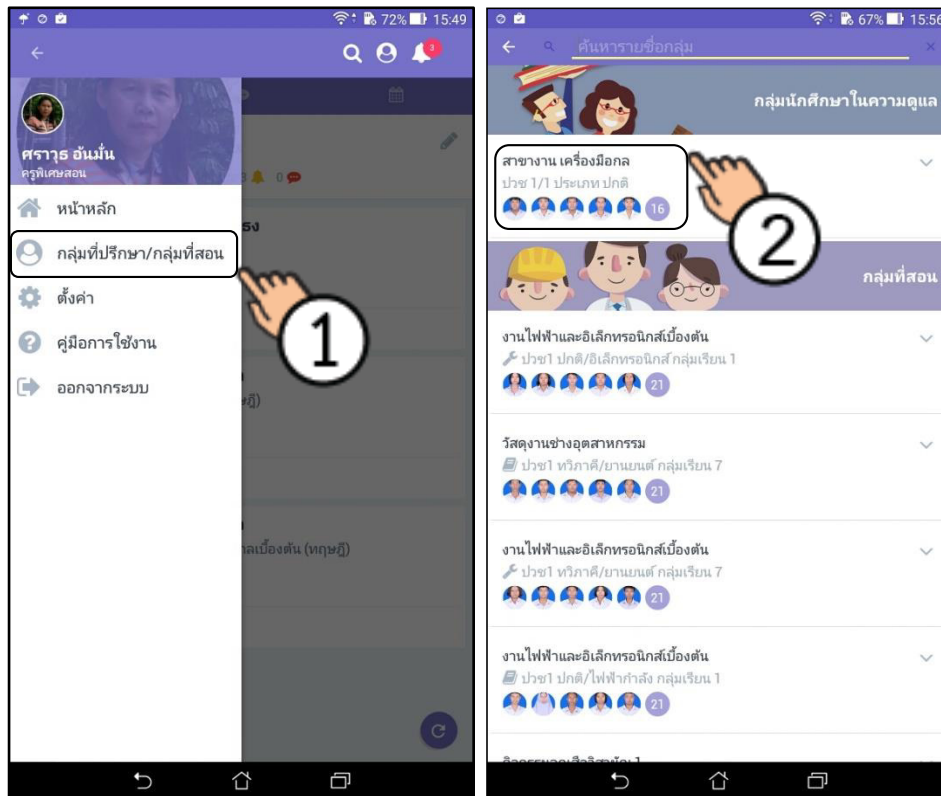 72% 15:49
3
ศราวุธ อันมั่น
ครูพิเศษสอน
3 0
หน้าหลัก
กลุ่มที่ปรึกษา/กลุ่มที่สอน
ตั้งค่า
คู่มือการใช้งาน
ออกจากระบบ
(ทฤษฎี)
1
67% 15:56
ค้นหารายชื่อกลุ่ม
กลุ่มนักศึกษาในความดูแล
สาขางาน เครื่องมือกล
ปวช 1/1 ประเภท ปกติ
16
2
กลุ่มที่สอน
งานไฟฟ้าและอิเล็กทรอนิกส์เบื้องต้น
ปวช1 ปกติ/อิเล็กทรอนิกส์ กลุ่มเรียน 1
21
วัสดุงานช่างอุตสาหกรรม
ปวช1 ทวิภาคี/ยานยนต์ กลุ่มเรียน 7
21
งานไฟฟ้าและอิเล็กทรอนิกส์เบื้องต้น
ปวช1 ทวิภาคี/ยานยนต์ กลุ่มเรียน 7
21
งานไฟฟ้าและอิเล็กทรอนิกส์เบื้องต้น
ปวช1 ปกติ/ไฟฟ้ากำลัง กลุ่มเรียน 1
21